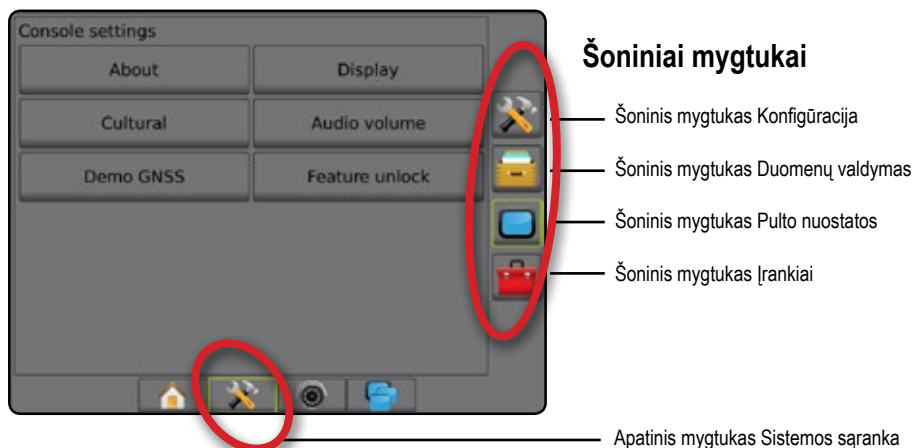 Console settings
About
Display
Cultural
Audio volume
Demo GNSS
Feature unlock
Šoniniai mygtukai
Šoninis mygtukas Konfigūracija
Šoninis mygtukas Duomenų valdymas
Šoninis mygtukas Pulto nuostatos
Šoninis mygtukas Įrankiai
Apatinis mygtukas Sistemos sąranka